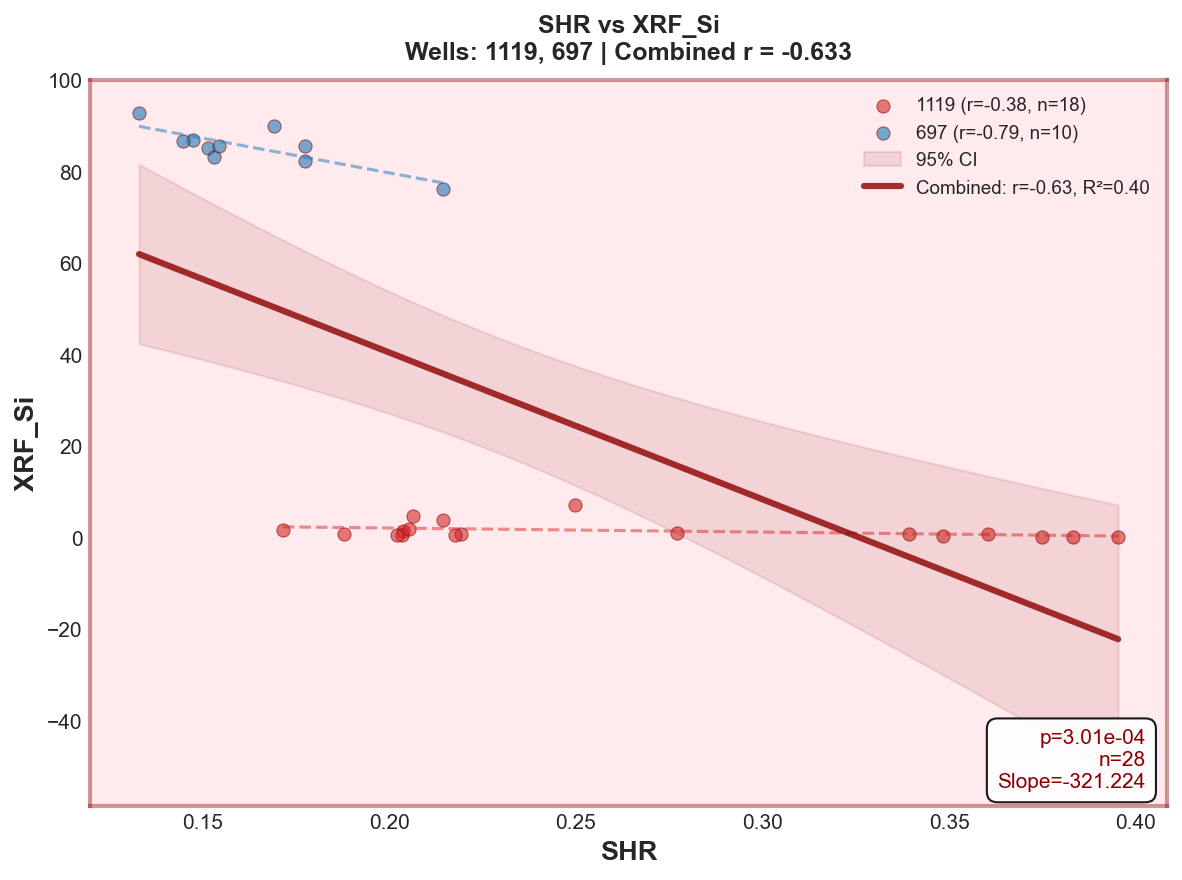 SHR vs XRF_Si
Wells: 1119, 697 | Combined r = -0.633
100
80
60
40
20
0
−20
−40
XRF_Si
1119 (r=-0.38, n=18)
697 (r=-0.79, n=10)
95% CI
Combined: r=-0.63, R²=0.40
p=3.01e-04
n=28
Slope=-321.224
0.15
0.20
0.25
0.30
0.35
0.40
SHR